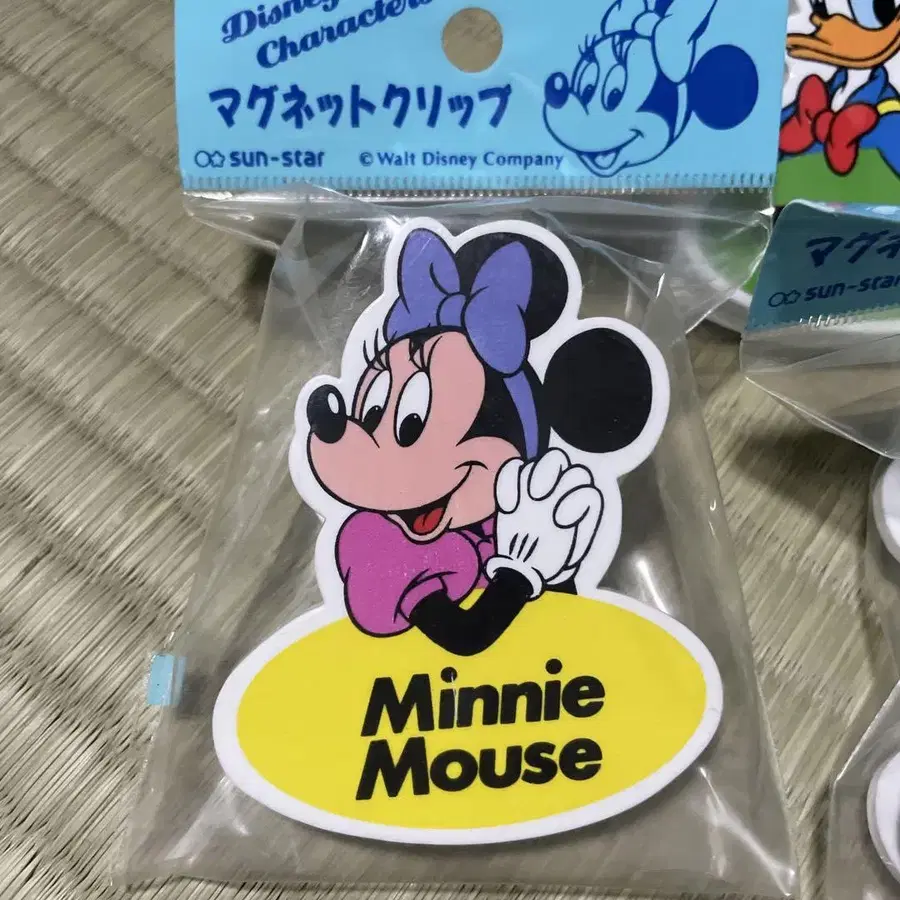 Disney
Characters
マグネットクリップ
sun-star
© Walt Disney Company
Minnie
Mouse
マグネ
sun-star